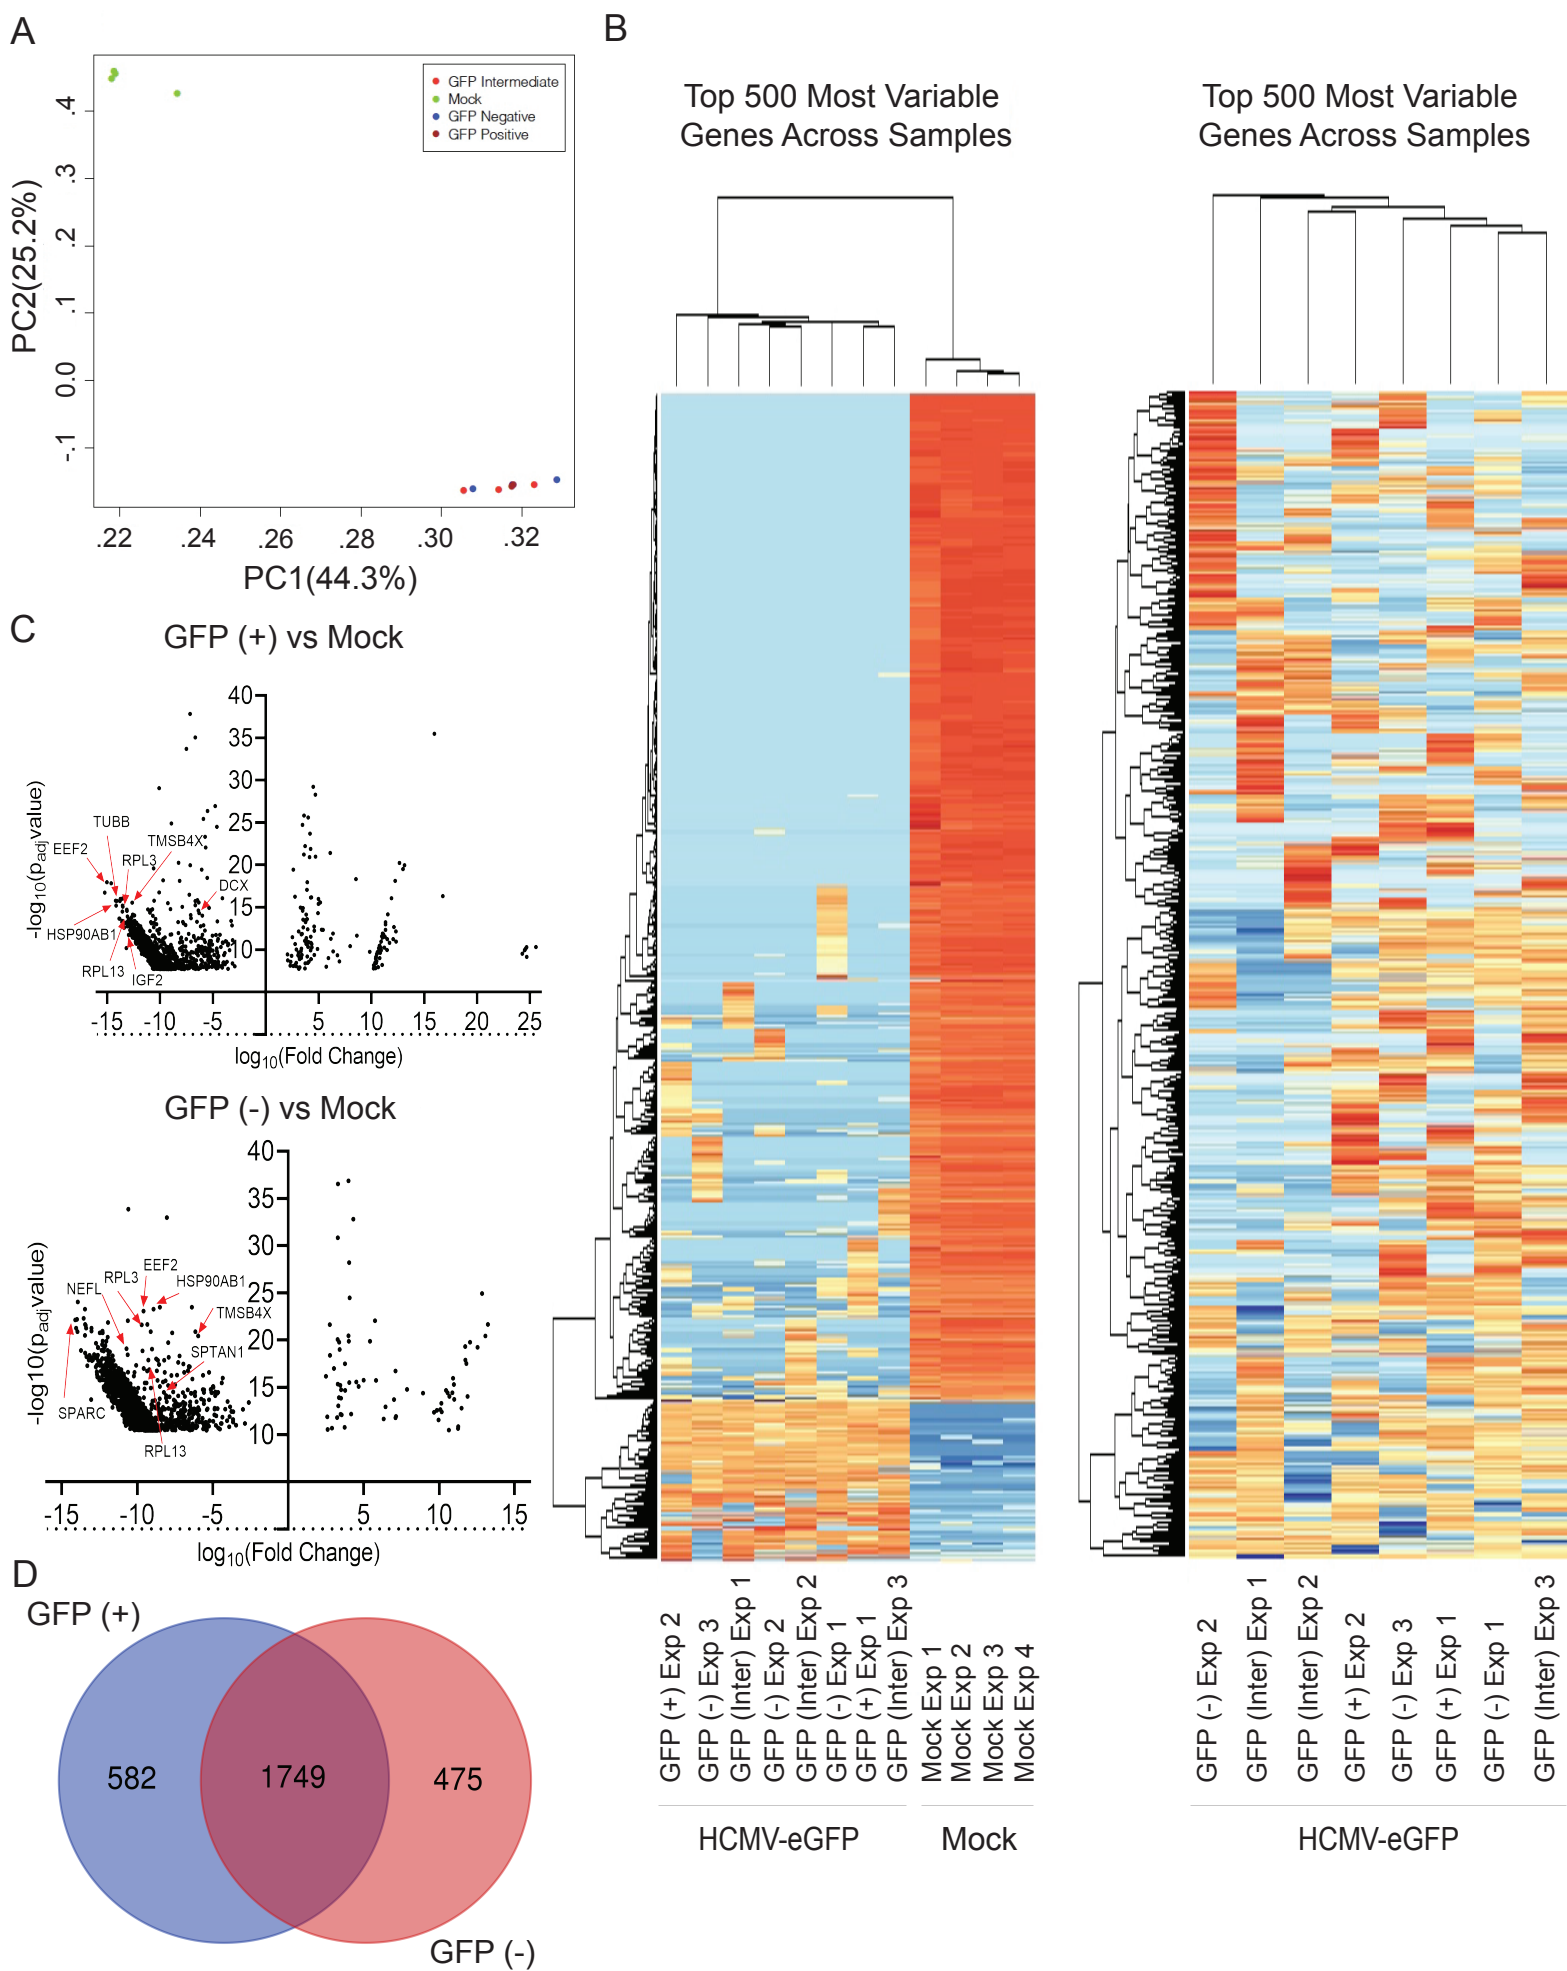 A
.4
.3
.2
.1
0.0
-.1
PC2(25.2%)
GFP Intermediate
Mock
GFP Negative
GFP Positive
.22
.24
.26
.28
.30
.32
PC1(44.3%)
B
Top 500 Most Variable
Genes Across Samples
Top 500 Most Variable
Genes Across Samples
GFP (+) Exp 2
GFP (-) Exp 3
GFP (Inter) Exp 1
GFP (-) Exp 2
GFP (Inter) Exp 2
GFP (-) Exp 1
GFP (+) Exp 1
GFP (Inter) Exp 3
Mock Exp 1
Mock Exp 2
Mock Exp 3
Mock Exp 4
HCMV-eGFP
Mock
GFP (-) Exp 2
GFP (Inter) Exp 1
GFP (Inter) Exp 2
GFP (+) Exp 2
GFP (-) Exp 3
GFP (+) Exp 1
GFP (-) Exp 1
GFP (Inter) Exp 3
HCMV-eGFP
C
GFP (+) vs Mock
40
35
30
25
20
15
10
-log10(padj value)
TUBB
EEF2
RPL3
TMSB4X
DCX
HSP90AB1
RPL13
IGF2
-15
-10
-5
5
10
15
20
25
log10(Fold Change)
GFP (-) vs Mock
40
35
30
25
20
15
10
-log10(padj value)
NEFL
RPL3
EEF2
HSP90AB1
TMSB4X
SPTAN1
SPARC
RPL13
-15
-10
-5
5
10
15
log10(Fold Change)
D
GFP (+)
582
1749
475
GFP (-)